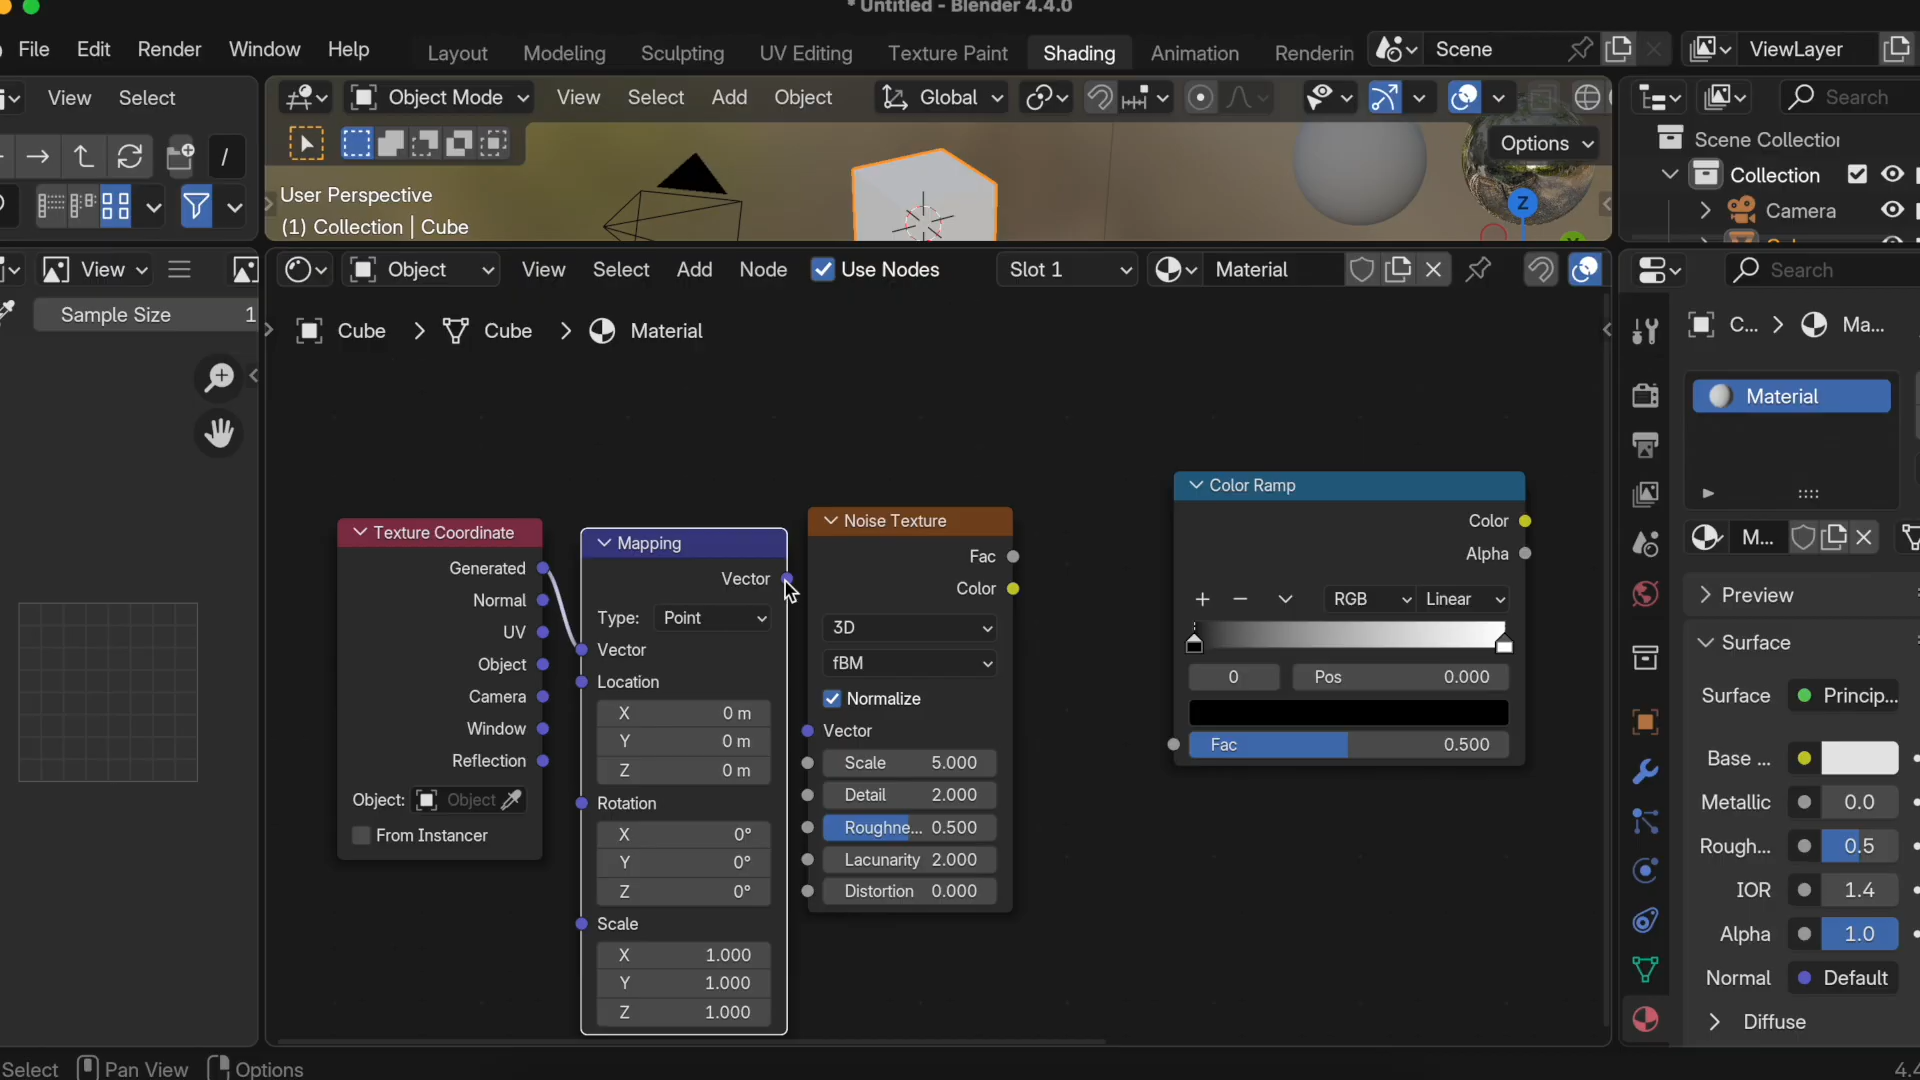 * Untitled - Blender 4.4.0
File Edit Render Window Help
Layout Modeling Sculpting UV Editing Texture Paint Shading Animation Renderin
Scene
ViewLayer
View Select
Object Mode View Select Add Object
Global
Search
/
Options
Scene Collection
Collection
Camera
User Perspective
(1) Collection | Cube
Z
View
Object View Select Add Node Use Nodes Slot 1 Material
Search
Sample Size 1
Cube > Cube > Material
C... > Ma...
Material
M...
Texture Coordinate
Generated
Normal
UV
Object
Camera
Window
Reflection
Object: Object
From Instancer
Mapping
Vector
Type: Point
Vector
Location
X 0 m
Y 0 m
Z 0 m
Rotation
X 0°
Y 0°
Z 0°
Scale
X 1.000
Y 1.000
Z 1.000
Noise Texture
Fac
Color
3D
fBM
Normalize
Vector
Scale 5.000
Detail 2.000
Roughne... 0.500
Lacunarity 2.000
Distortion 0.000
Color Ramp
Color
Alpha
RGB Linear
0 Pos 0.000
Fac 0.500
Preview
Surface
Surface Princip...
Base ...
Metallic 0.0
Rough... 0.5
IOR 1.4
Alpha 1.0
Normal Default
Diffuse
Select Pan View Options
4.4